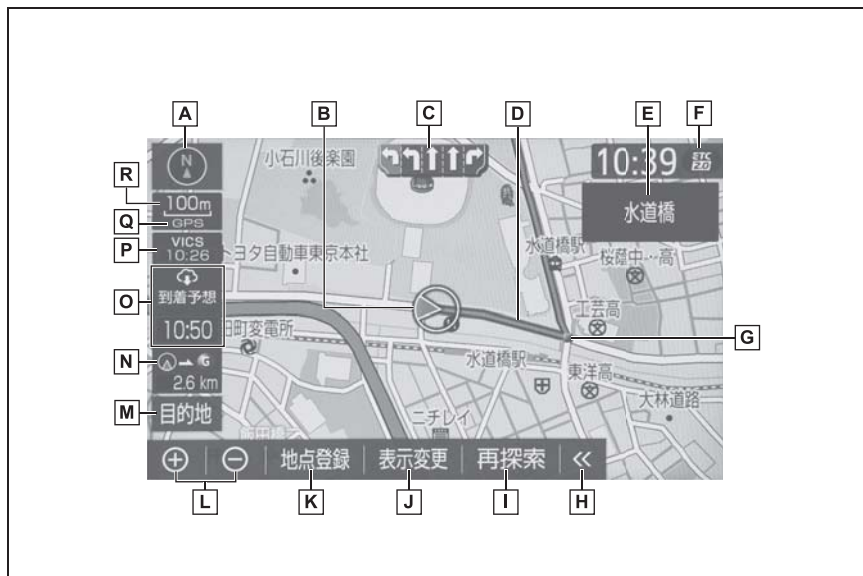 A
B
C
D
E
F
N
小石川後楽園
10:39
ETC
2.0
R
100m
水道橋
Q
GPS
P
VICS
10:26
トヨタ自動車東京本社
水道橋駅
桜蔭中・高
O
到着予想
10:50
工芸高
G
町変電所
水道橋駅
N
G
2.6 km
東洋高
大林道路
M
目的地
ニチレイ
地点登録
表示変更
再探索
L
K
J
I
H